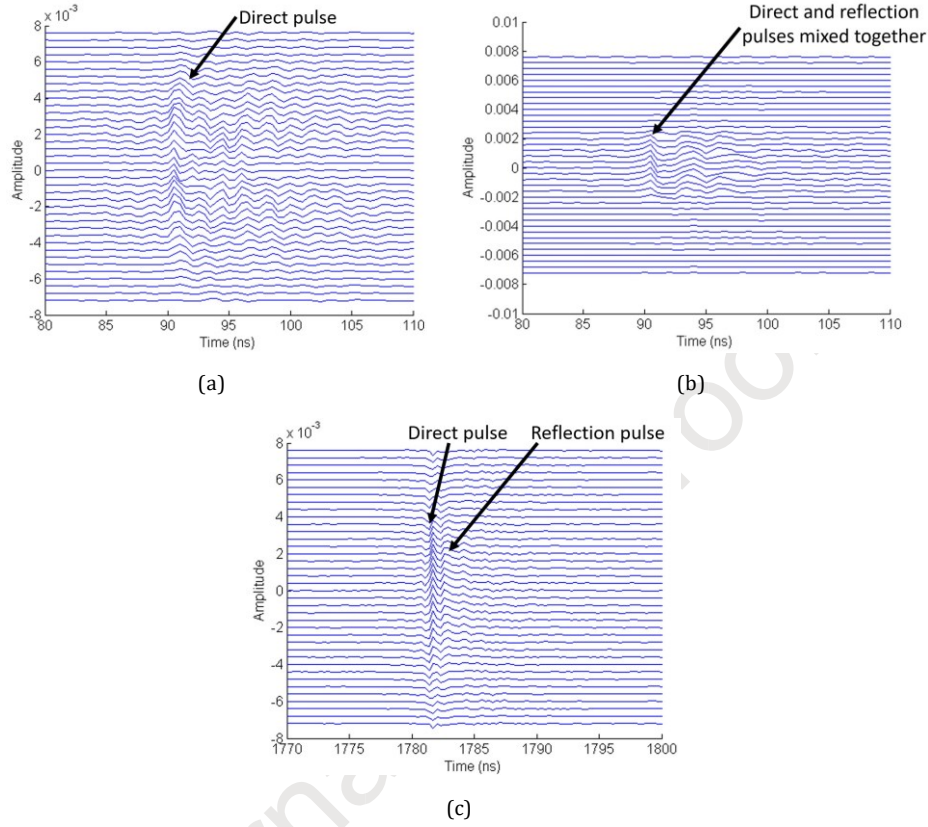 8 x 10-3
Direct pulse
6
4
2
0
-2
-4
-6
-8
Amplitude
80 85 90 95 100 105 110
Time (ns)
(a)
Direct and reflection
pulses mixed together
0.01
0.008
0.006
0.004
0.002
0
-0.002
-0.004
-0.006
-0.008
-0.01
Amplitude
80 85 90 95 100 105 110
Time (ns)
(b)
8 x 10-3
Direct pulse Reflection pulse
6
4
2
0
-2
-4
-6
-8
Amplitude
1770 1775 1780 1785 1790 1795 1800
Time (ns)
(c)